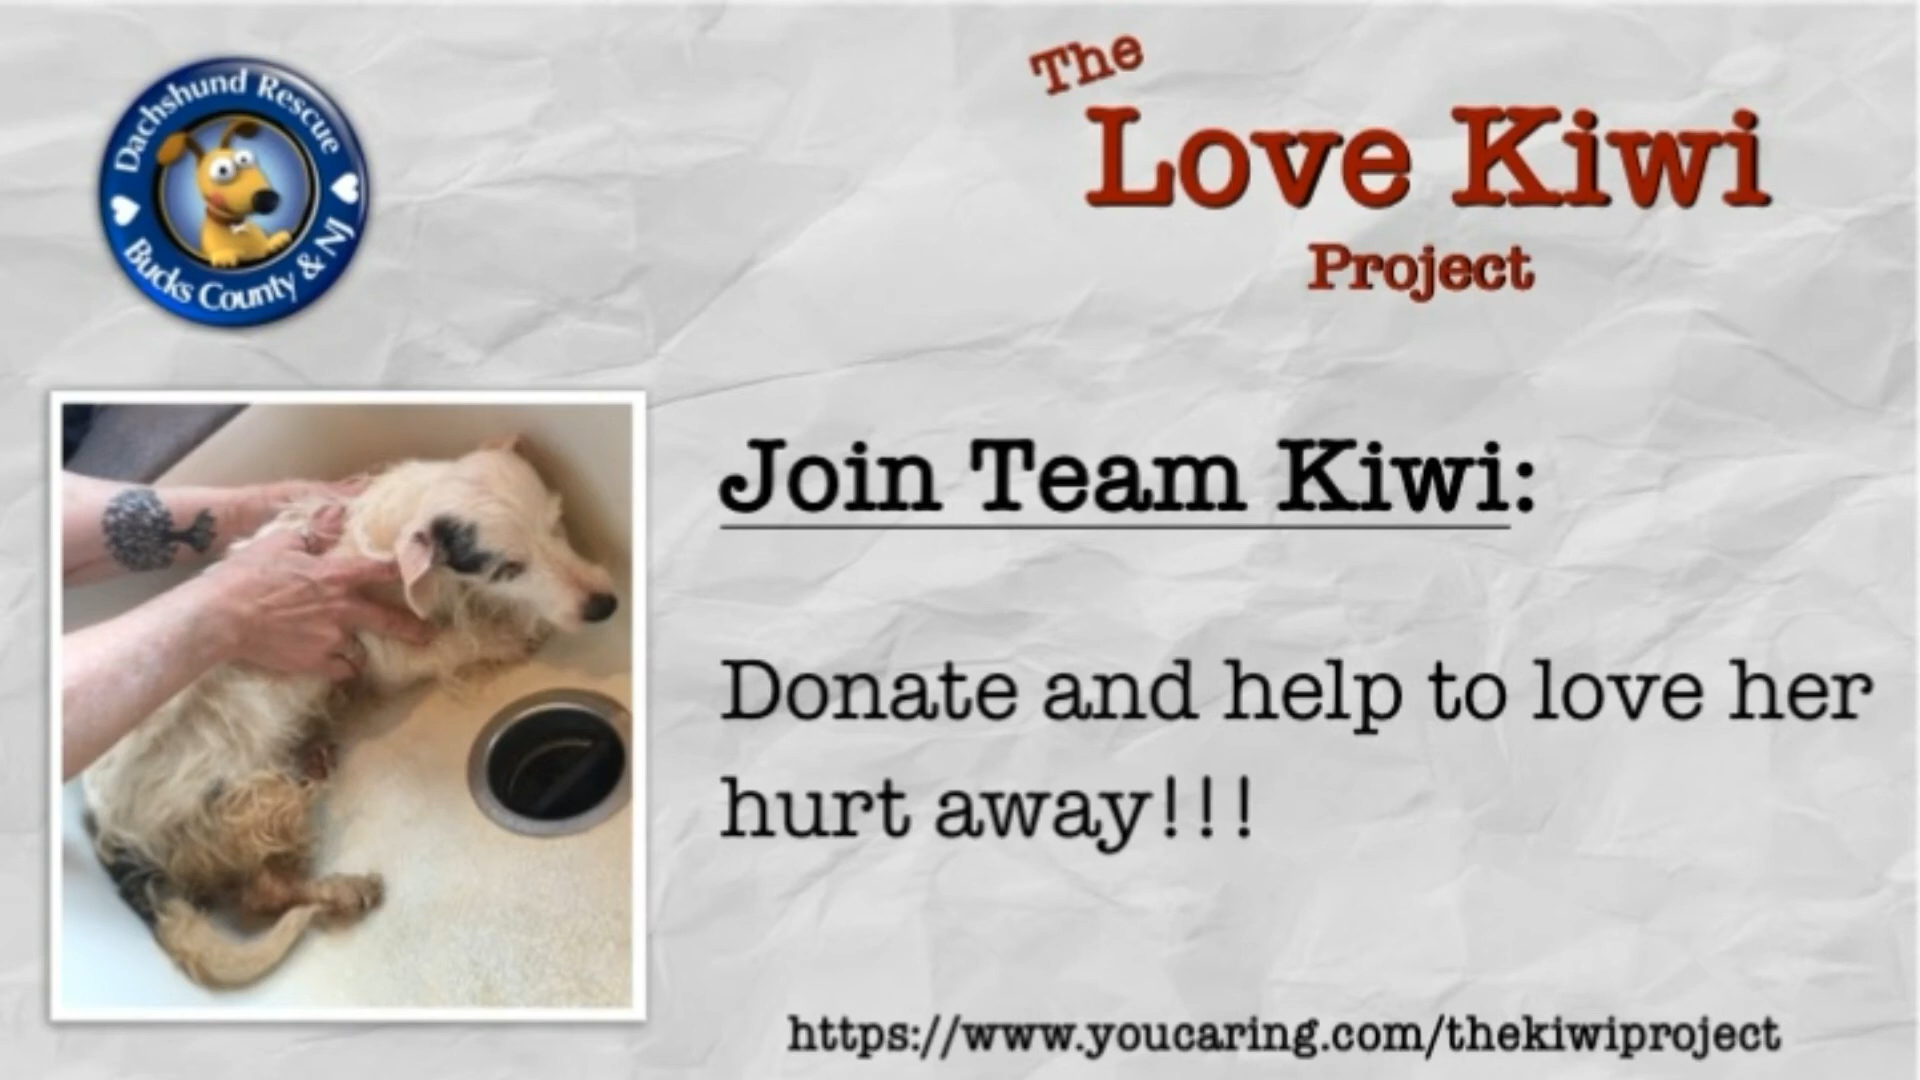 Dachshund Rescue
Bucks County & NJ
The
Love Kiwi
Project
Join Team Kiwi:
Donate and help to love her
hurt away!!!
https://www.youcaring.com/thekiwiproject